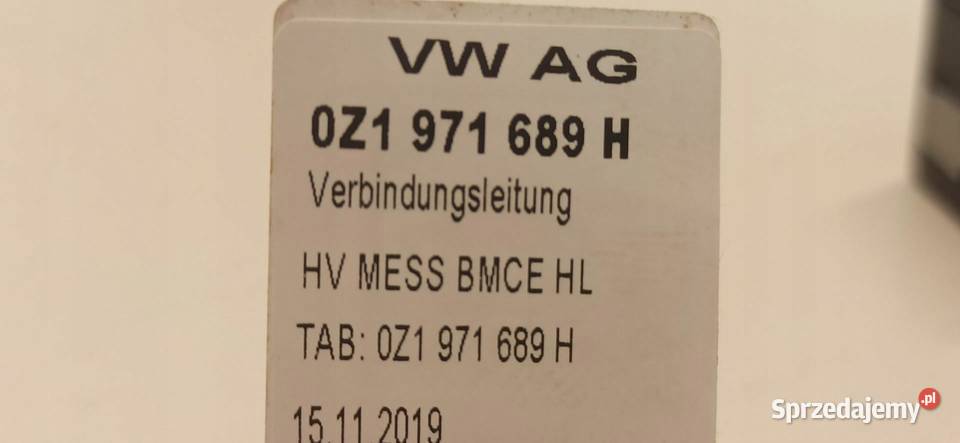 VW AG
0Z1 971 689 H
Verbindungsleitung
HV MESS BMCE HL
TAB: 0Z1 971 689 H
15.11.2019
Sprzedajemy.pl